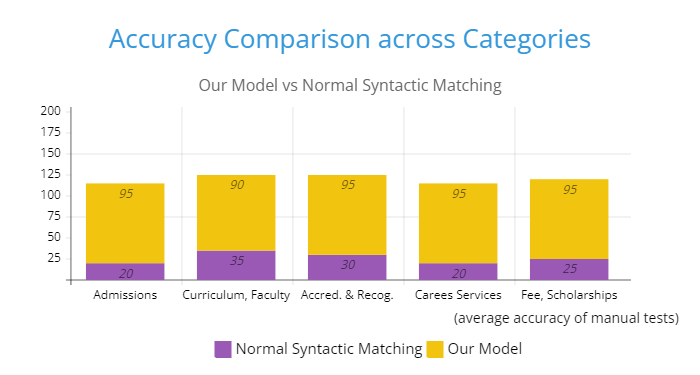 Accuracy Comparison across Categories
Our Model vs Normal Syntactic Matching
200
175
150
125
100
75
50
25
95 90 95 95 95
20 35 30 20 25
Admissions Curriculum, Faculty Accred. & Recog. Carees Services Fee, Scholarships
(average accuracy of manual tests)
Normal Syntactic Matching Our Model